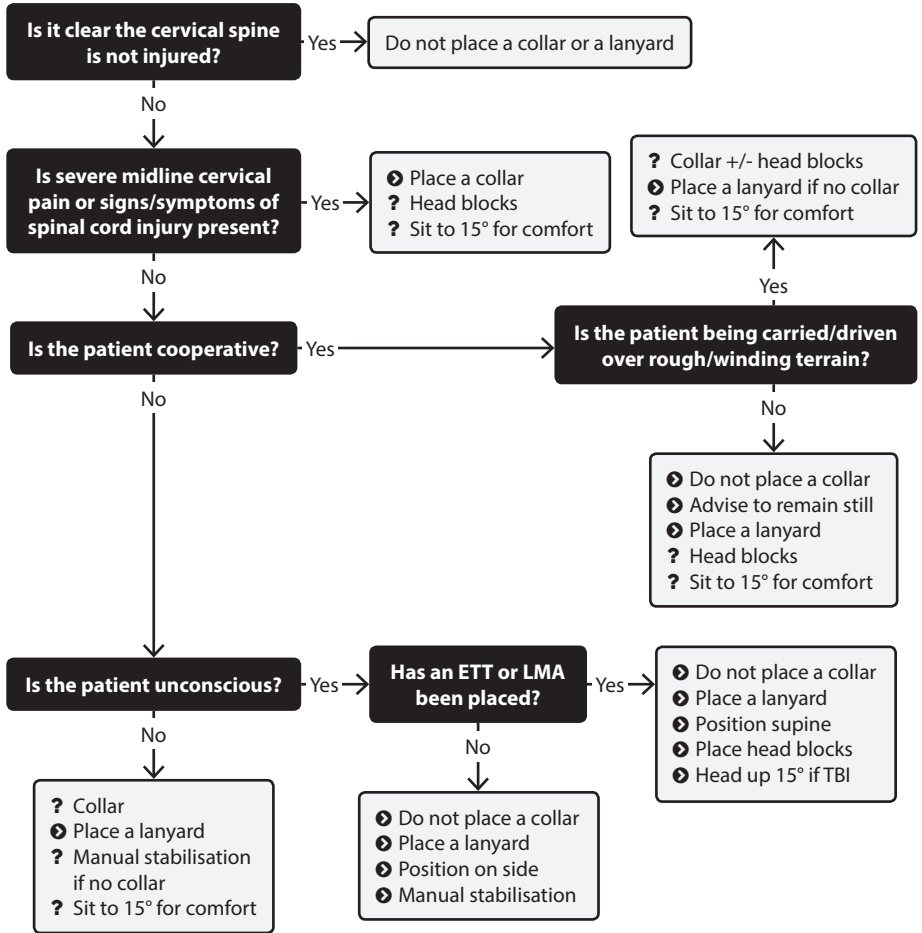 Is it clear the cervical spine
is not injured?
Yes
Do not place a collar or a lanyard
No
Is severe midline cervical
pain or signs/symptoms of
spinal cord injury present?
Yes
Place a collar
? Head blocks
? Sit to 15° for comfort
? Collar +/- head blocks
Place a lanyard if no collar
? Sit to 15° for comfort
Yes
No
Is the patient cooperative?
Yes
Is the patient being carried/driven
over rough/winding terrain?
No
No
Do not place a collar
Advise to remain still
Place a lanyard
? Head blocks
? Sit to 15° for comfort
Is the patient unconscious?
Yes
Has an ETT or LMA
been placed?
Yes
Do not place a collar
Place a lanyard
Position supine
Place head blocks
Head up 15° if TBI
No
? Collar
Place a lanyard
? Manual stabilisation
if no collar
? Sit to 15° for comfort
No
Do not place a collar
Place a lanyard
Position on side
Manual stabilisation